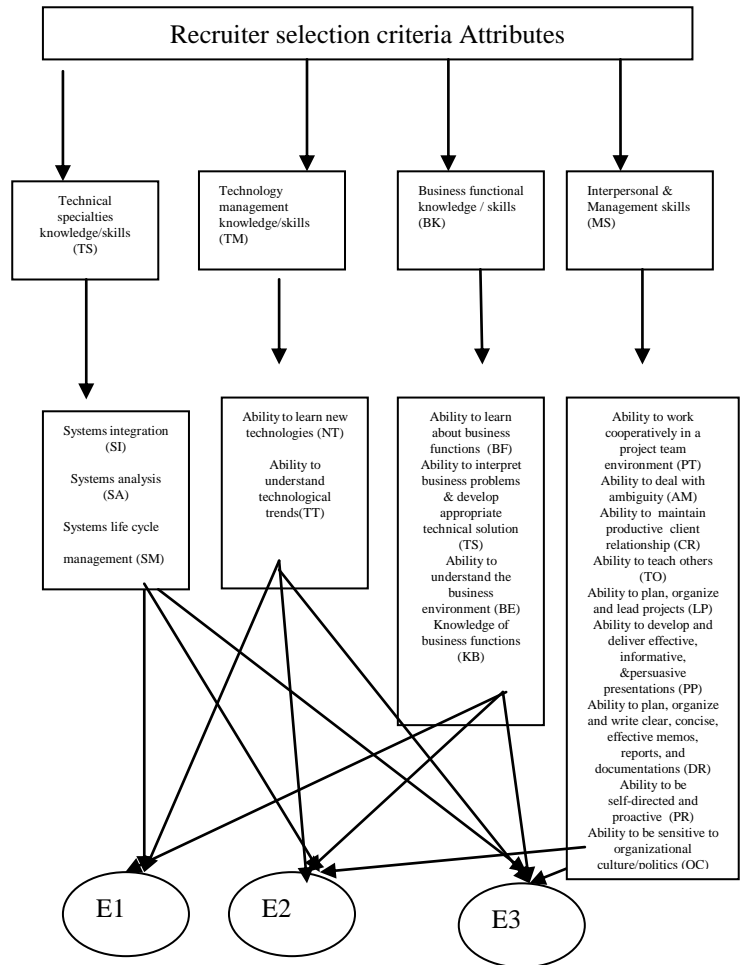 Recruiter selection criteria Attributes
Technical
specialties
knowledge/skills
(TS)
Technology
management
knowledge/skills
(TM)
Business functional
knowledge / skills
(BK)
Interpersonal &
Management skills
(MS)
Systems integration
(SI)
Systems analysis
(SA)
Systems life cycle
management (SM)
Ability to learn new
technologies (NT)
Ability to
understand
technological
trends(TT)
Ability to learn
about business
functions (BF)
Ability to interpret
business problems
& develop
appropriate
technical solution
(TS)
Ability to
understand the
business
environment (BE)
Knowledge of
business functions
(KB)
Ability to work
cooperatively in a
project team
environment (PT)
Ability to deal with
ambiguity (AM)
Ability to maintain
productive client
relationship (CR)
Ability to teach others
(TO)
Ability to plan, organize
and lead projects (LP)
Ability to develop and
deliver effective,
informative,
&persuasive
presentations (PP)
Ability to plan, organize
and write clear, concise,
effective memos,
reports, and
documentations (DR)
Ability to be
self-directed and
proactive (PR)
Ability to be sensitive to
organizational
culture/politics (OC)
E1
E2
E3